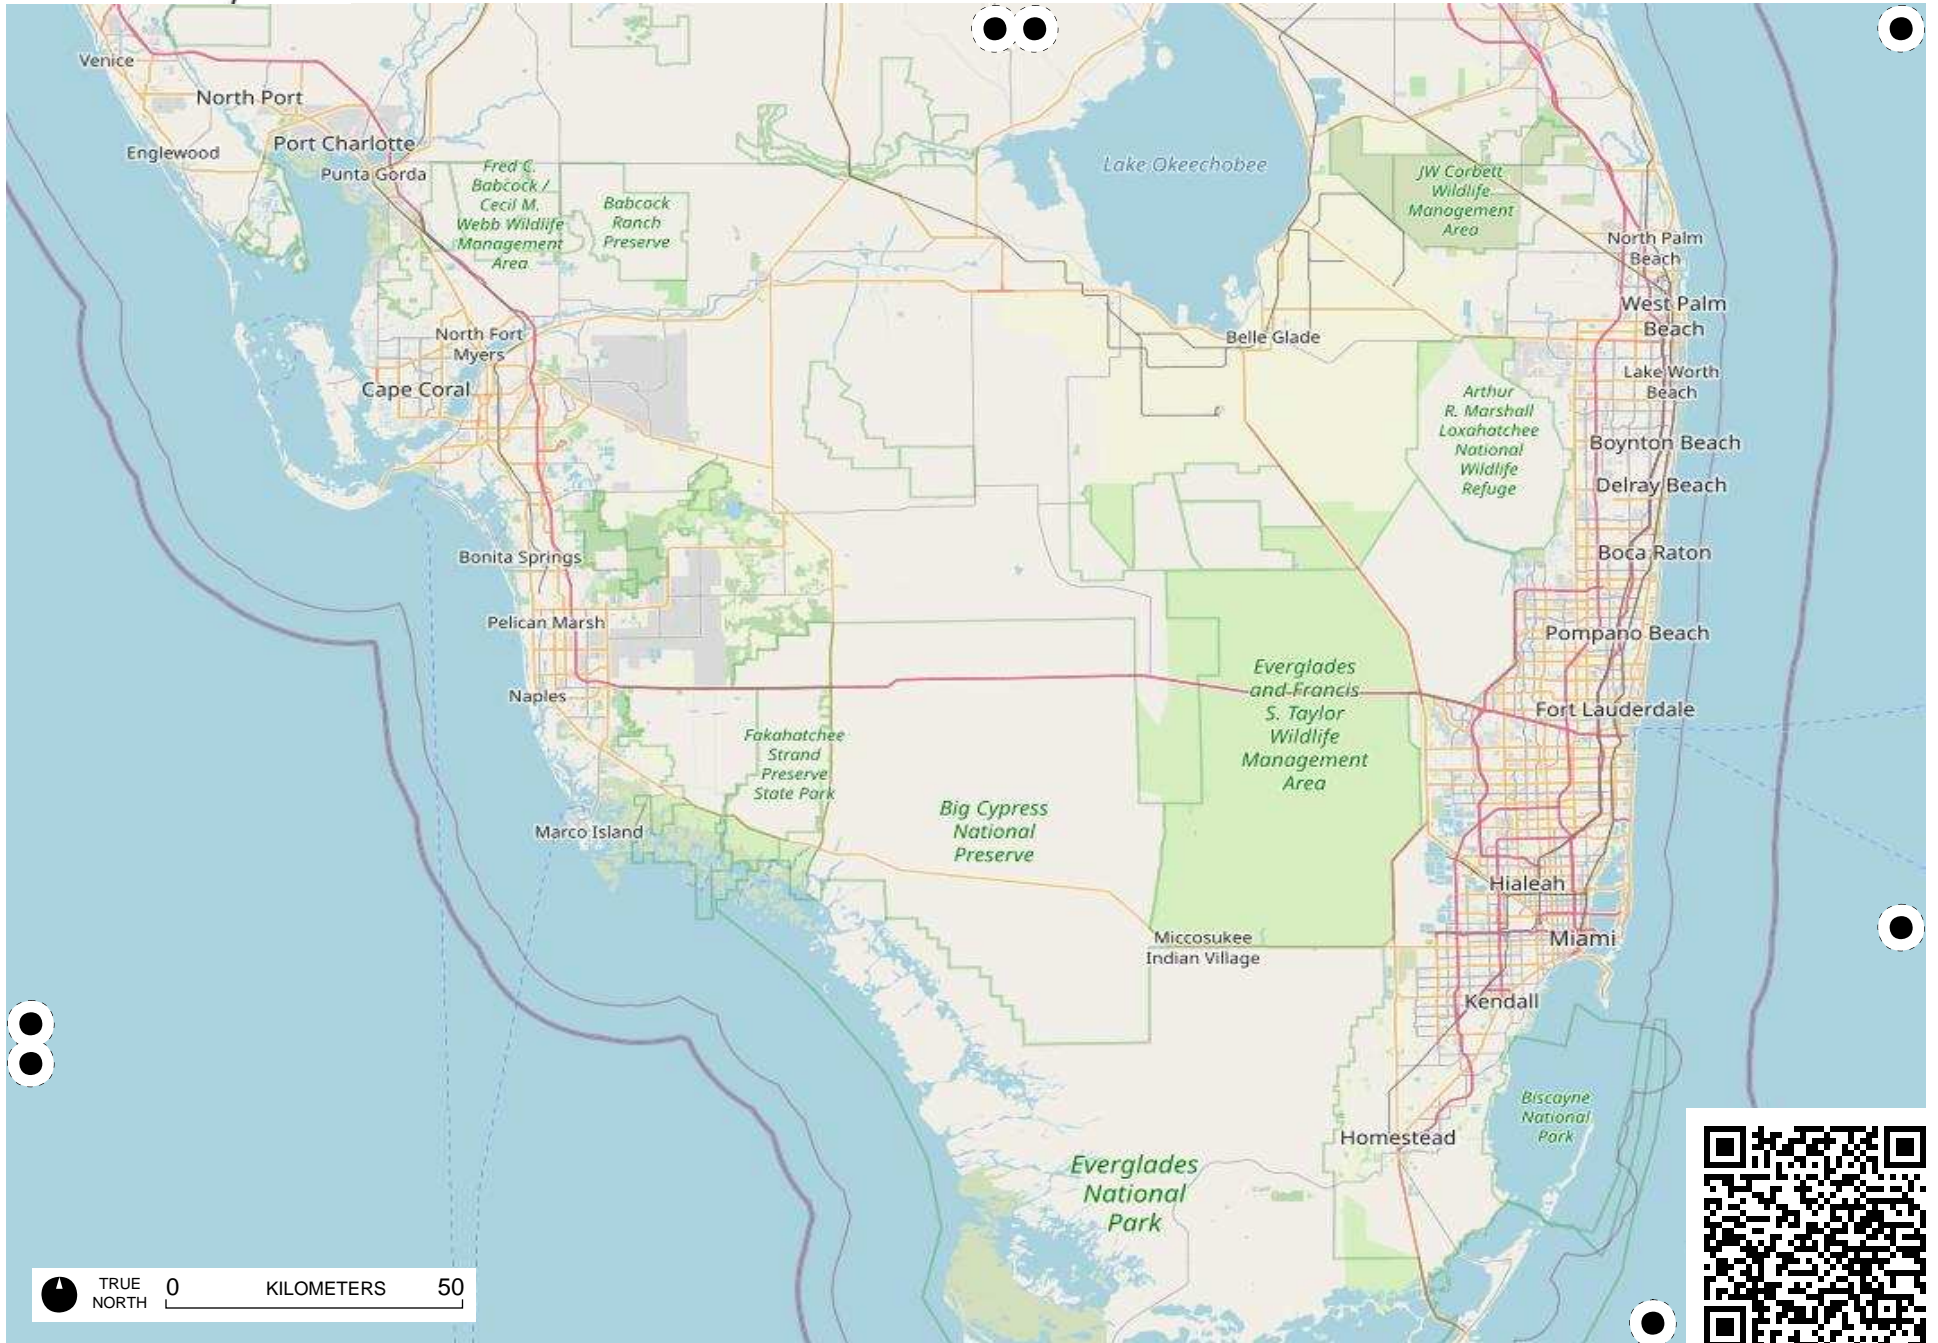 Venice
North Port
Port Charlotte
Englewood
Punta Gorda
Fred C.
Babcock /
Cecil M.
Webb Wildlife
Management
Area
Babcock
Ranch
Preserve
Lake Okeechobee
JW Corbett
Wildlife
Management
Area
North Palm
Beach
West Palm
Beach
North Fort
Myers
Belle Glade
Cape Coral
Lake Worth
Beach
Arthur
R. Marshall
Loxahatchee
National
Wildlife
Refuge
Boynton Beach
Delray Beach
Bonita Springs
Boca Raton
Pelican Marsh
Pompano Beach
Everglades
and Francis
S. Taylor
Wildlife
Management
Area
Naples
Fort Lauderdale
Fakahatchee
Strand
Preserve
State Park
Big Cypress
National
Preserve
Marco Island
Hialeah
Miccosukee
Indian Village
Miami
Kendall
Biscayne
National
Park
Homestead
Everglades
National
Park
TRUE
NORTH
0 KILOMETERS 50